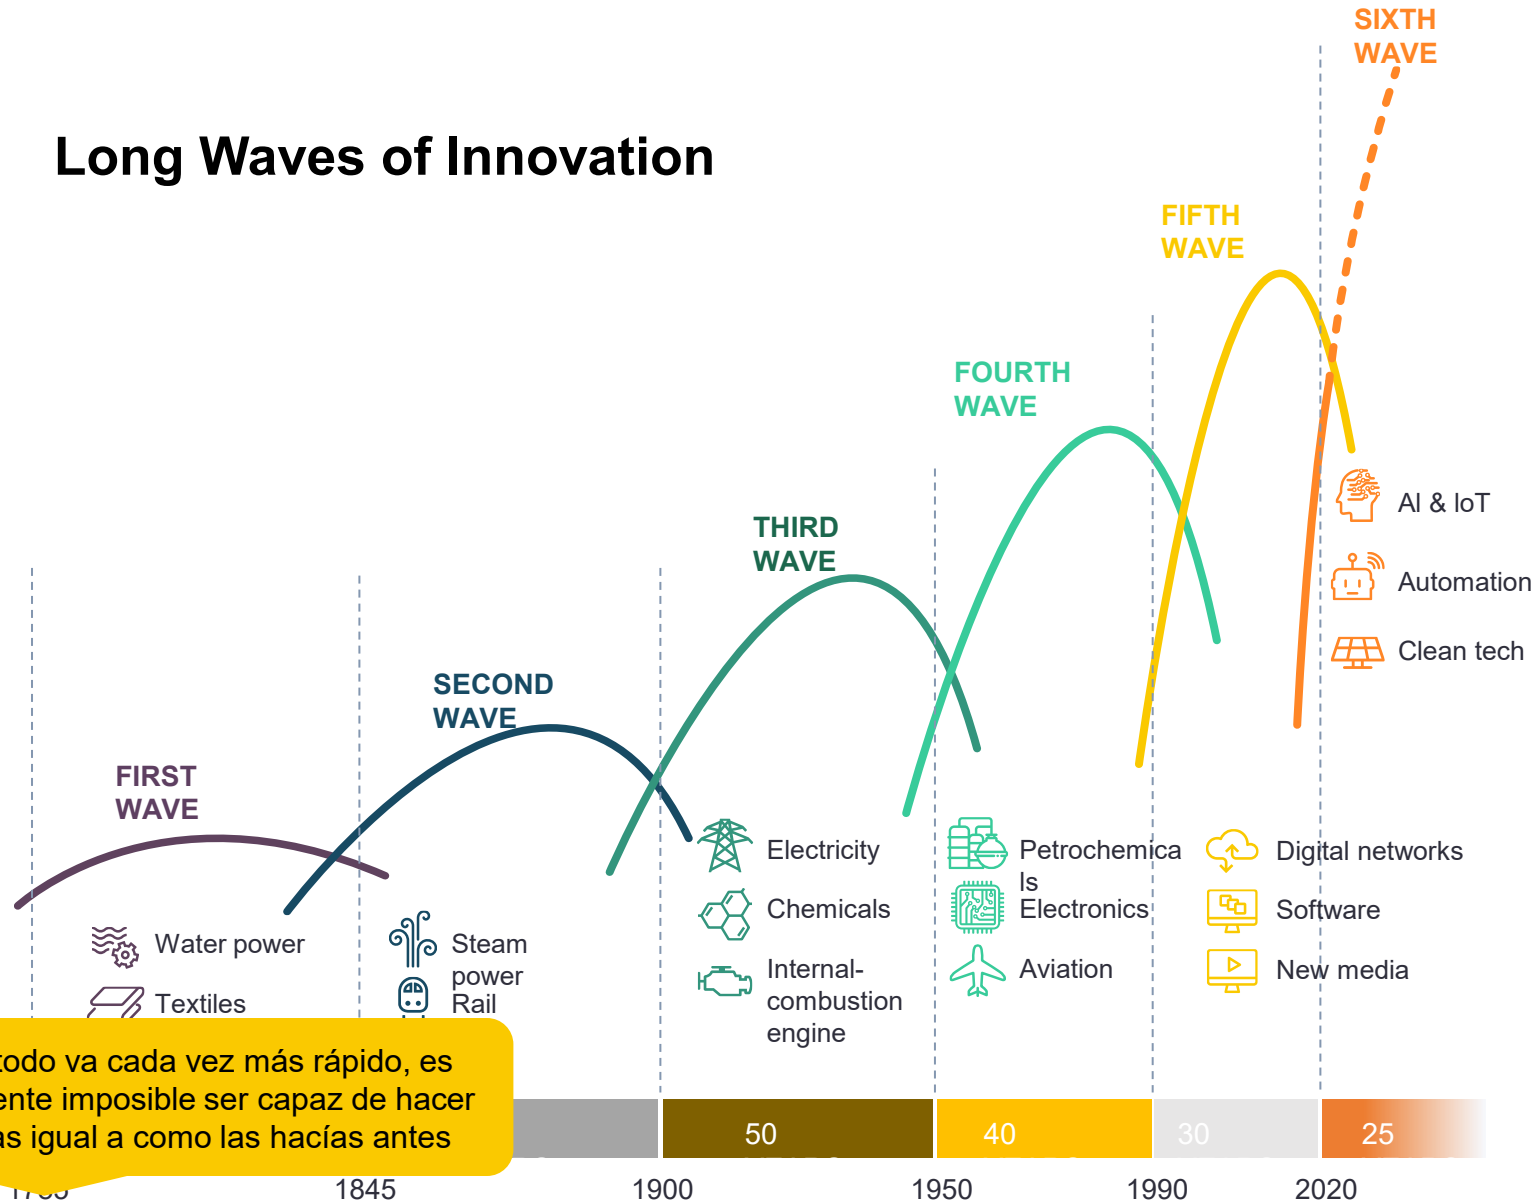 SIXTH
WAVE
Long Waves of Innovation
FIFTH
WAVE
FOURTH
WAVE
THIRD
WAVE
SECOND
WAVE
FIRST
WAVE
AI & IoT
Automation
Clean tech
Electricity
Chemicals
Internal-
combustion
engine
Petrochemica
ls
Electronics
Aviation
Digital networks
Software
New media
Water power
Textiles
Steam
power
Rail
todo va cada vez más rápido, es
imposible ser capaz de hacer
igual a como las hacías antes
50
40
30
25
1845
1900
1950
1990
2020